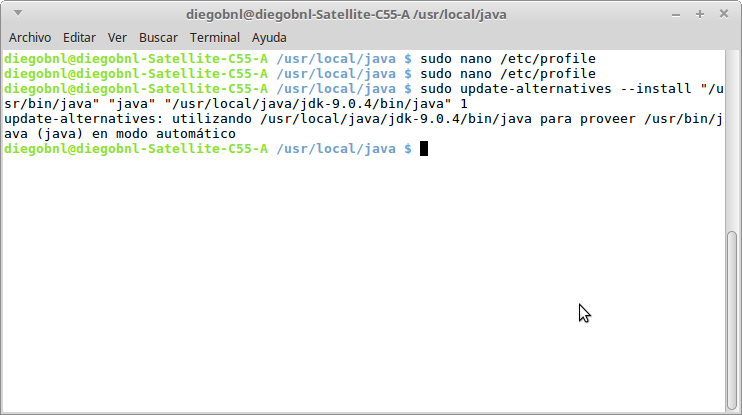 diegobnl@diegobnl-Satellite-C55-A /usr/local/java
Archivo Editar Ver Buscar Terminal Ayuda
diegobnl@diegobnl-Satellite-C55-A /usr/local/java $ sudo nano /etc/profile
diegobnl@diegobnl-Satellite-C55-A /usr/local/java $ sudo nano /etc/profile
diegobnl@diegobnl-Satellite-C55-A /usr/local/java $ sudo update-alternatives --install "/u
sr/bin/java" "java" "/usr/local/java/jdk-9.0.4/bin/java" 1
update-alternatives: utilizando /usr/local/java/jdk-9.0.4/bin/java para proveer /usr/bin/j
ava (java) en modo automático
diegobnl@diegobnl-Satellite-C55-A /usr/local/java $